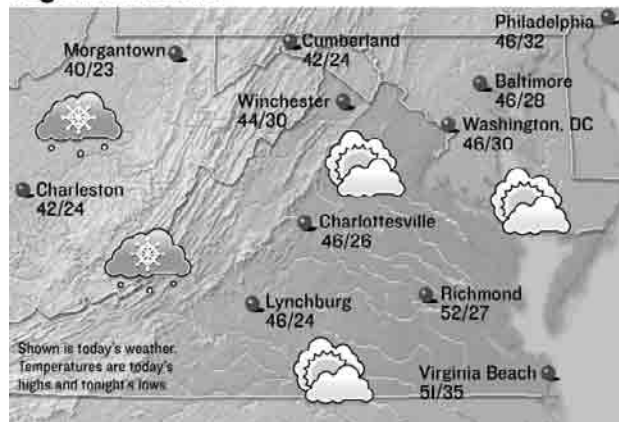 Philadelphia
46/32
Morgantown
40/23
Cumberland
42/24
Baltimore
46/28
Winchester
44/30
Washington, DC
46/30
Charleston
42/24
Charlottesville
46/26
Lynchburg
46/24
Richmond
52/27
Shown is today's weather.
Temperatures are today's
highs and tonight's lows.
Virginia Beach
51/35